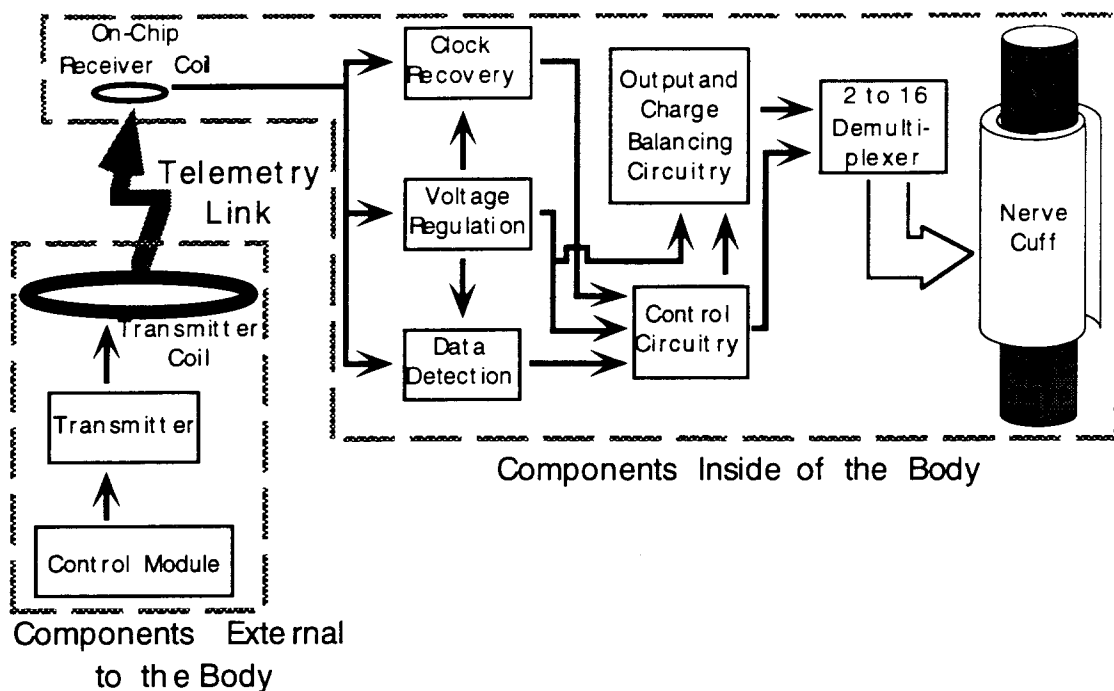 On-Chip
Receiver Coil
Clock
Recovery
Output and
Charge
Balancing
Circuitry
2 to 16
Demulti-
plexer
Telemetry
Link
Voltage
Regulation
Nerve
Cuff
Transmitter
Coil
Data
Detection
Control
Circuitry
Transmitter
Components Inside of the Body
Control Module
Components External
to the Body